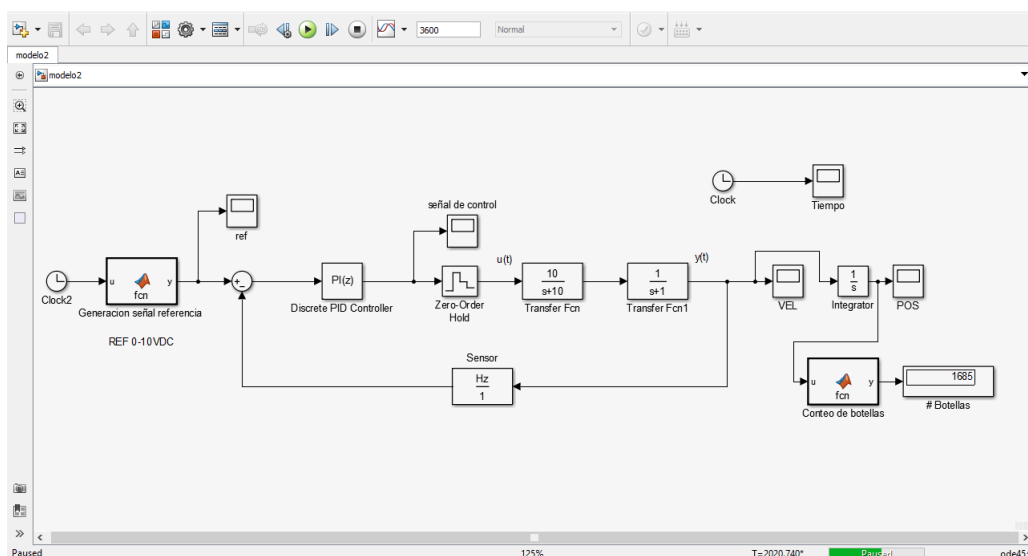 3600
Normal
modelo2
modelo2
Clock2
u
fcn
y
Generacion señal referencia
REF 0-10VDC
ref
+
-
PI(z)
Discrete PID Controller
señal de control
Zero-Order
Hold
u(t)
10
s+10
Transfer Fcn
1
s+1
Transfer Fcn1
y(t)
Clock
Tiempo
VEL
1
s
Integrator
POS
Sensor
Hz
1
u
fcn
y
Conteo de botellas
1685
# Botellas
Paused
125%
T=2020.740*
Paused
ode45